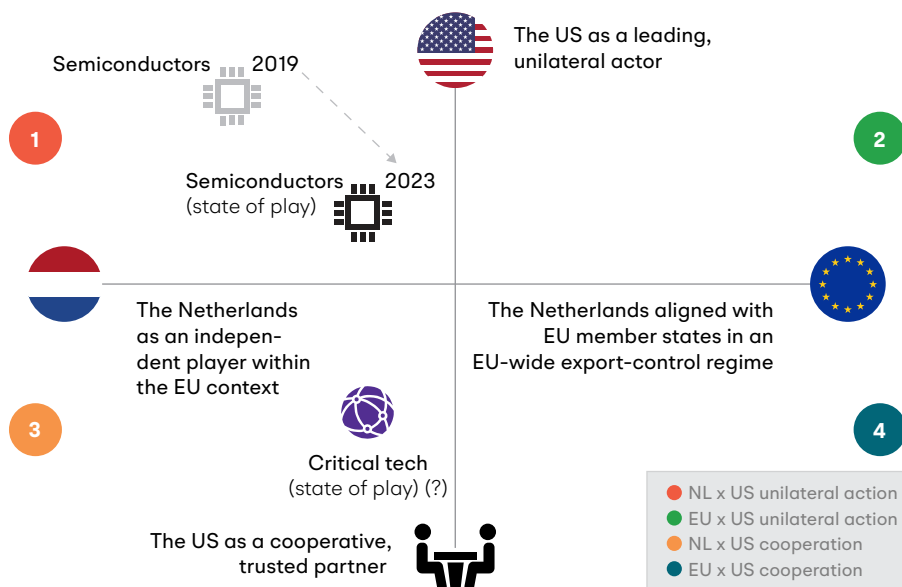 The US as a leading,
unilateral actor
Semiconductors 2019
1
2
Semiconductors 2023
(state of play)
The Netherlands
as an indepen-
dent player within
the EU context
The Netherlands aligned with
EU member states in an
EU-wide export-control regime
3
4
Critical tech
(state of play) (?)
The US as a cooperative,
trusted partner
NL x US unilateral action
EU x US unilateral action
NL x US cooperation
EU x US cooperation